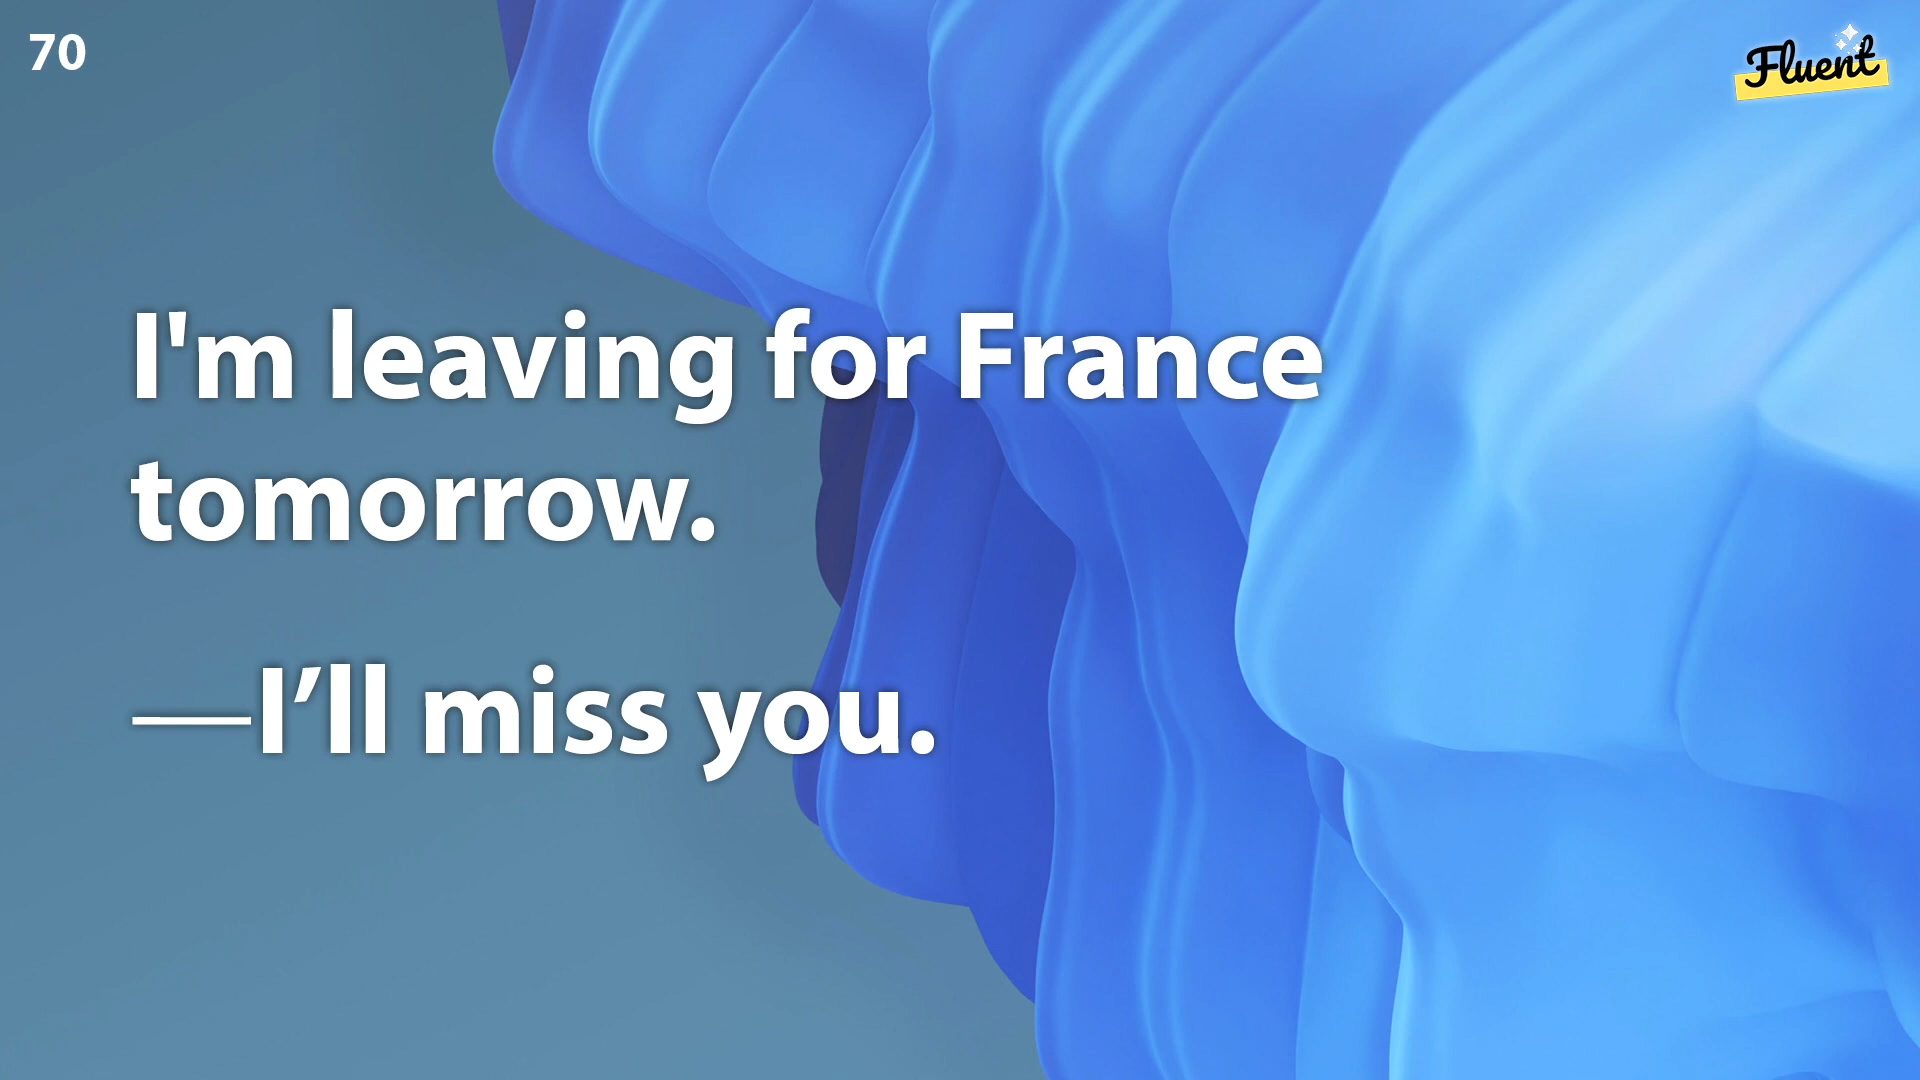 70
Fluent
I'm leaving for France
tomorrow.
—I’ll miss you.